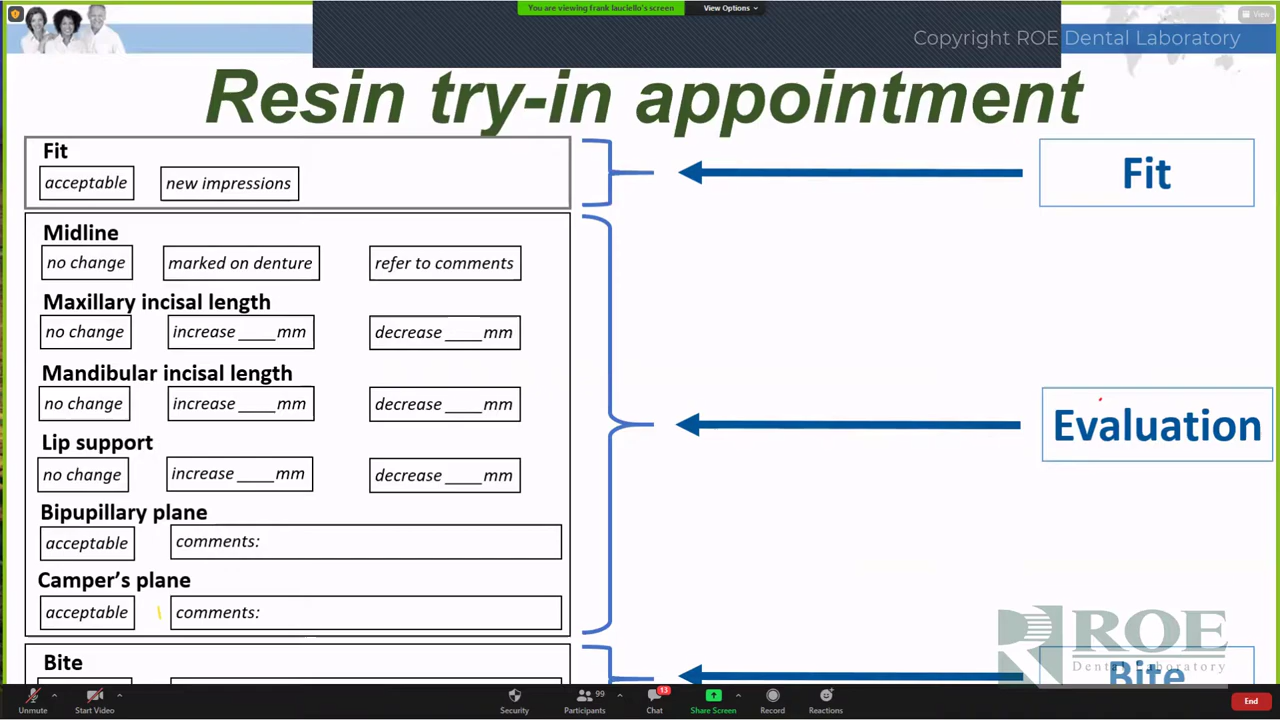 You are viewing frank lauciello's screen
View Options
View
Copyright ROE Dental Laboratory
Resin try-in appointment
Fit
acceptable new impressions
Fit
Midline
no change marked on denture refer to comments
Maxillary incisal length
no change increase ____mm decrease ____mm
Mandibular incisal length
no change increase ____mm decrease ____mm
Evaluation
Lip support
no change increase ____mm decrease ____mm
Bipupillary plane
acceptable comments:
Camper's plane
acceptable comments:
ROE
Dental Laboratory
Bite
Bite
Unmute Start Video Security Participants 99 Chat 13 Share Screen Record Reactions End